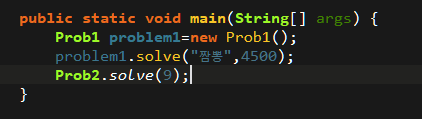 public static void main(String[] args) {
Prob1 problem1=new Prob1();
problem1.solve("짬뽕",4500);
Prob2.solve(9);
}